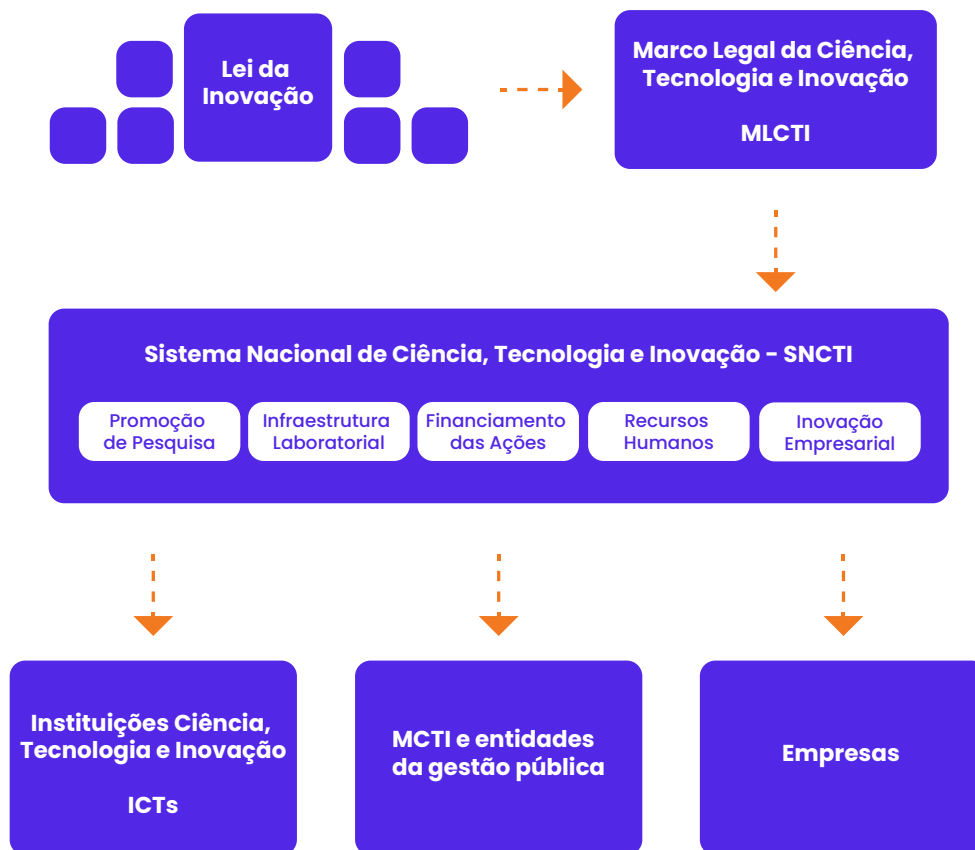 Lei da
Inovação
Marco Legal da Ciência,
Tecnologia e Inovação
MLCTI
Sistema Nacional de Ciência, Tecnologia e Inovação - SNCTI
Promoção
de Pesquisa
Infraestrutura
Laboratorial
Financiamento
das Ações
Recursos
Humanos
Inovação
Empresarial
Instituições Ciência,
Tecnologia e Inovação
ICTs
MCTI e entidades
da gestão pública
Empresas